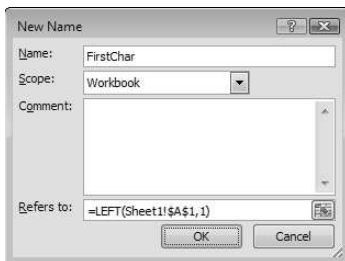 New Name
Name: FirstChar
Scope: Workbook
Comment:
Refers to: =LEFT(Sheet1!$A$1,1)
OK Cancel